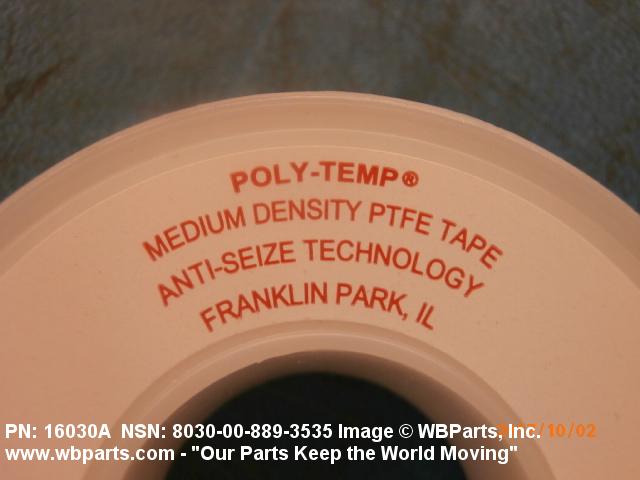 POLY-TEMP®
MEDIUM DENSITY PTFE TAPE
ANTI-SEIZE TECHNOLOGY
FRANKLIN PARK, IL
PN: 16030A NSN: 8030-00-889-3535 Image © WBParts, Inc.
www.wbparts.com - "Our Parts Keep the World Moving"